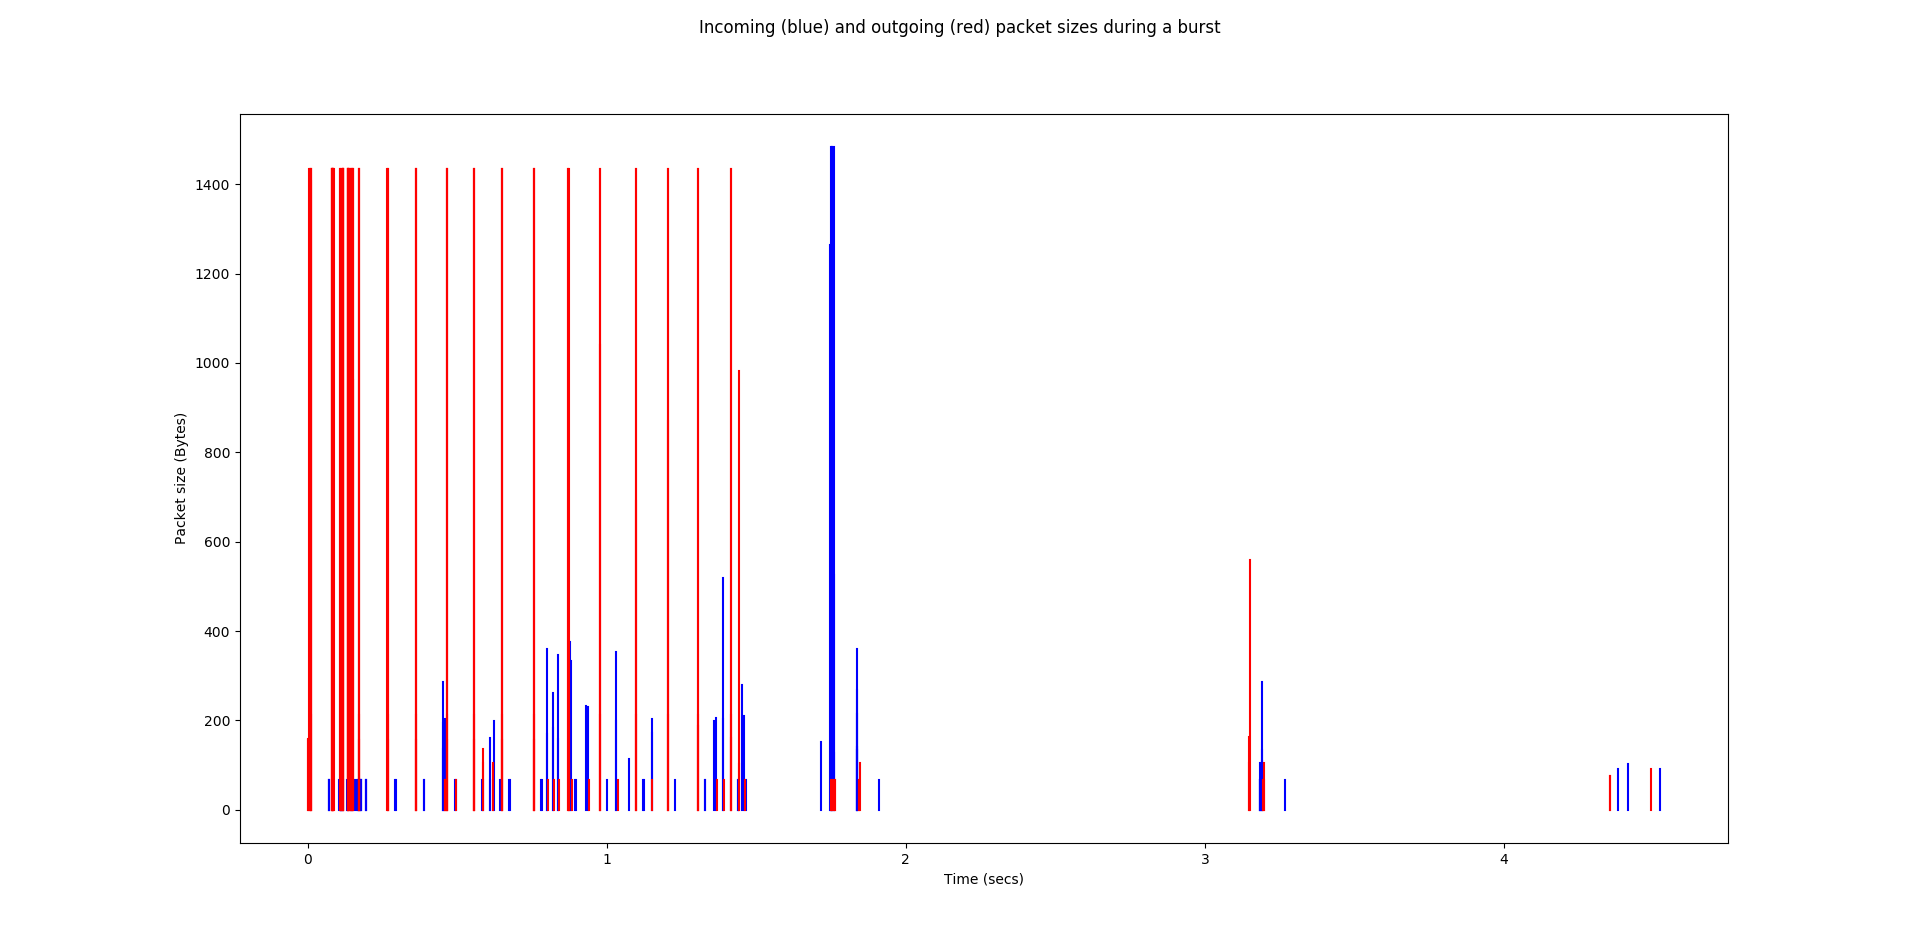 Incoming (blue) and outgoing (red) packet sizes during a burst
Packet size (Bytes)
1400
1200
1000
800
600
400
200
0
0 1 2 3 4
Time (secs)